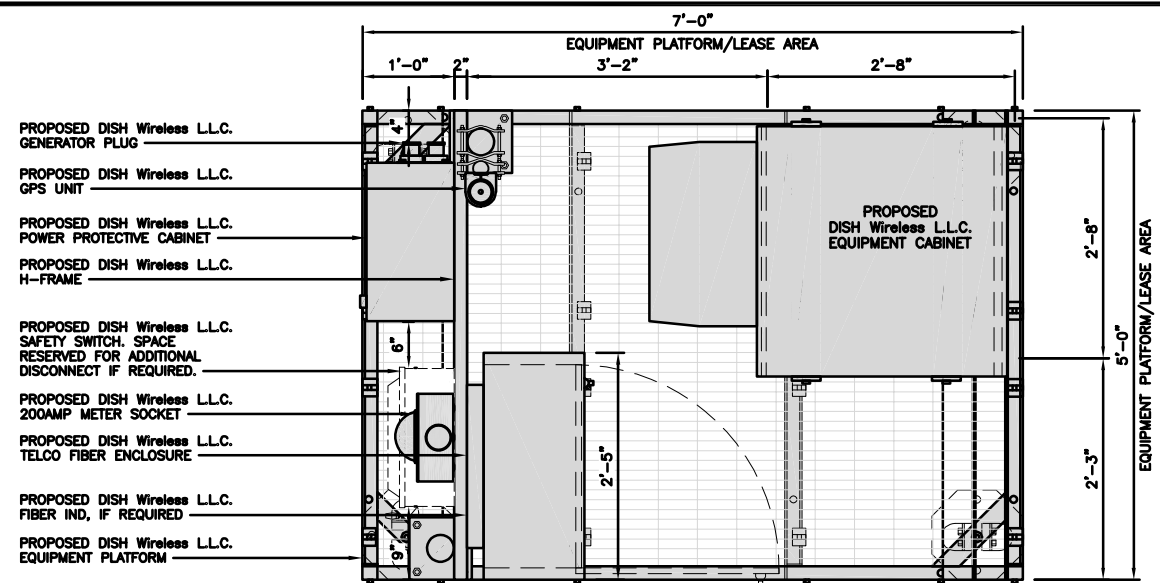 7'-0"
EQUIPMENT PLATFORM/LEASE AREA
1'-0"
2"
3'-2"
2'-8"
PROPOSED DISH Wireless L.L.C.
GENERATOR PLUG
PROPOSED DISH Wireless L.L.C.
GPS UNIT
PROPOSED DISH Wireless L.L.C.
POWER PROTECTIVE CABINET
PROPOSED DISH Wireless L.L.C.
H-FRAME
PROPOSED DISH Wireless L.L.C.
SAFETY SWITCH. SPACE
RESERVED FOR ADDITIONAL
DISCONNECT IF REQUIRED.
PROPOSED DISH Wireless L.L.C.
200AMP METER SOCKET
PROPOSED DISH Wireless L.L.C.
TELCO FIBER ENCLOSURE
PROPOSED DISH Wireless L.L.C.
FIBER IND, IF REQUIRED
PROPOSED DISH Wireless L.L.C.
EQUIPMENT PLATFORM
4"
6"
9"
2'-5"
PROPOSED
DISH Wireless L.L.C.
EQUIPMENT CABINET
2'-8"
2'-3"
5'-0"
EQUIPMENT PLATFORM/LEASE AREA